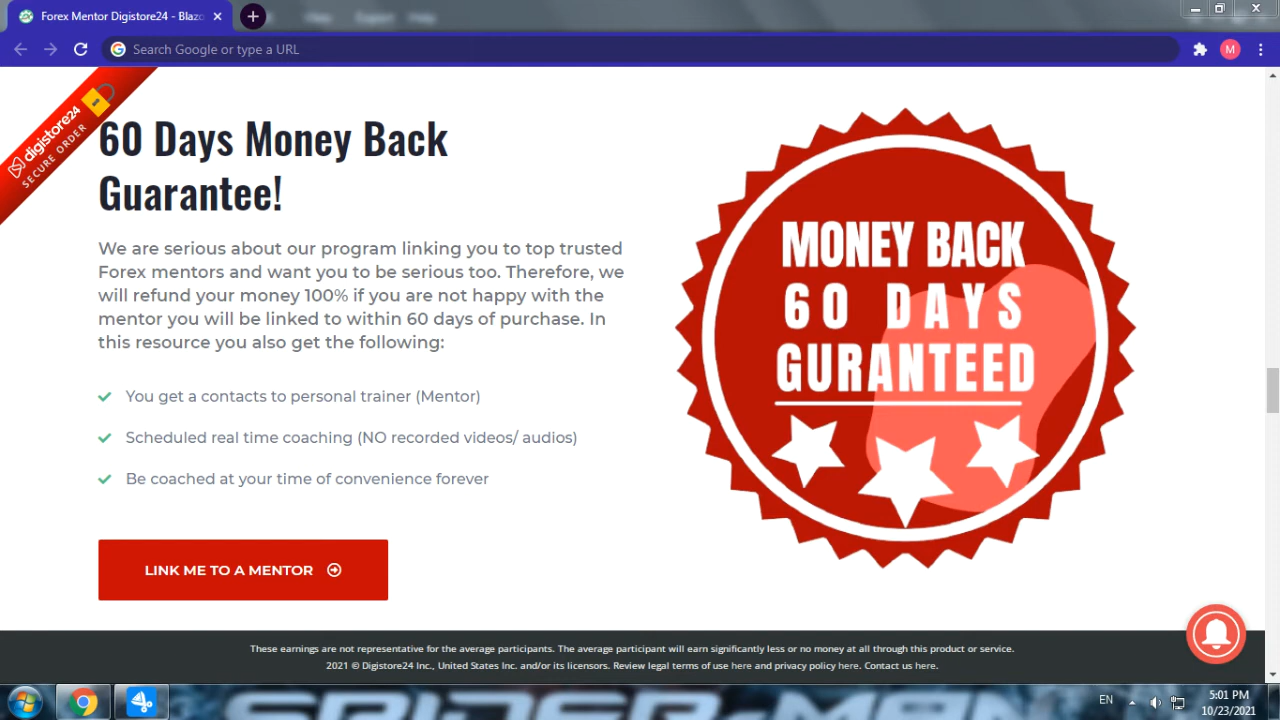 Forex Mentor Digistore24 - Blazo
View Export Help
Search Google or type a URL
M
digistore24
SECURE ORDER
60 Days Money Back
Guarantee!
We are serious about our program linking you to top trusted
Forex mentors and want you to be serious too. Therefore, we
will refund your money 100% if you are not happy with the
mentor you will be linked to within 60 days of purchase. In
this resource you also get the following:
You get a contacts to personal trainer (Mentor)
Scheduled real time coaching (NO recorded videos/ audios)
Be coached at your time of convenience forever
LINK ME TO A MENTOR
MONEY BACK
60 DAYS
GURANTEED
These earnings are not representative for the average participants. The average participant will earn significantly less or no money at all through this product or service.
2021 © Digistore24 Inc., United States Inc. and/or its licensors. Review legal terms of use here and privacy policy here. Contact us here.
SPIDER-MAN
EN
5:01 PM
10/23/2021